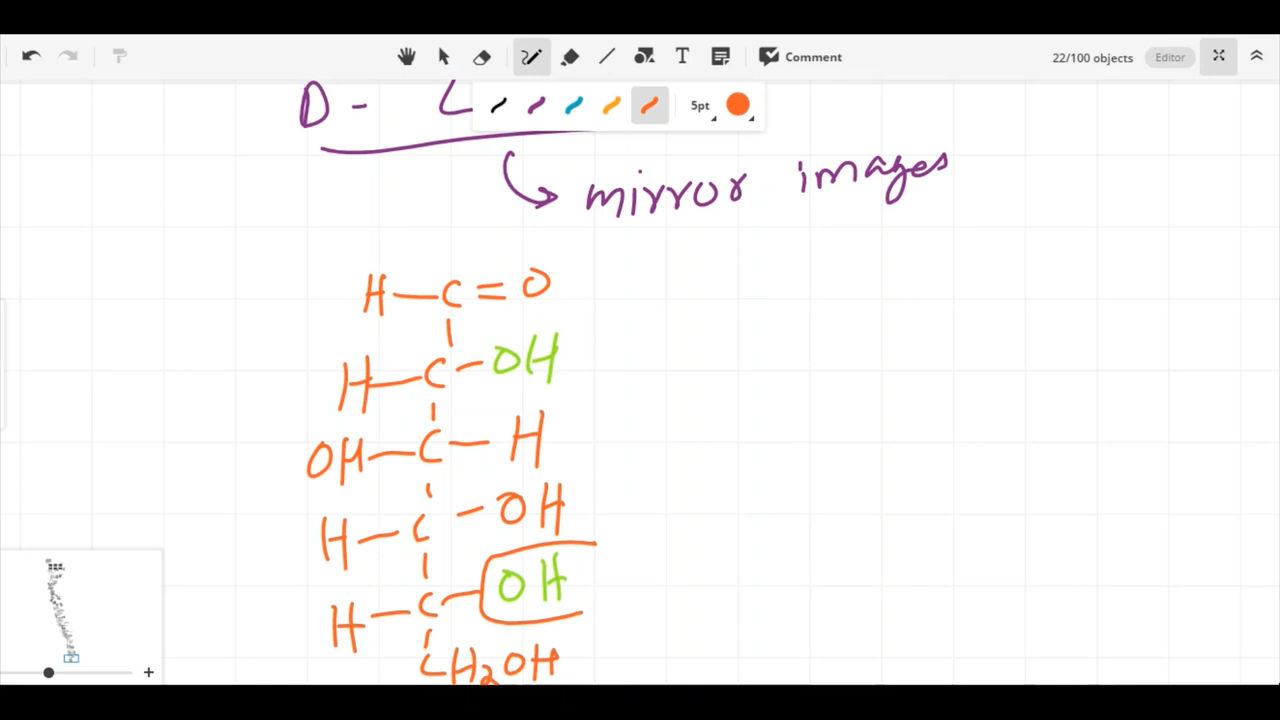 Comment
22/100 objects
Editor
5pt
D - L
mirror images
H-C=O
H-C-OH
OH-C-H
H-C-OH
H-C-OH
CH2OH